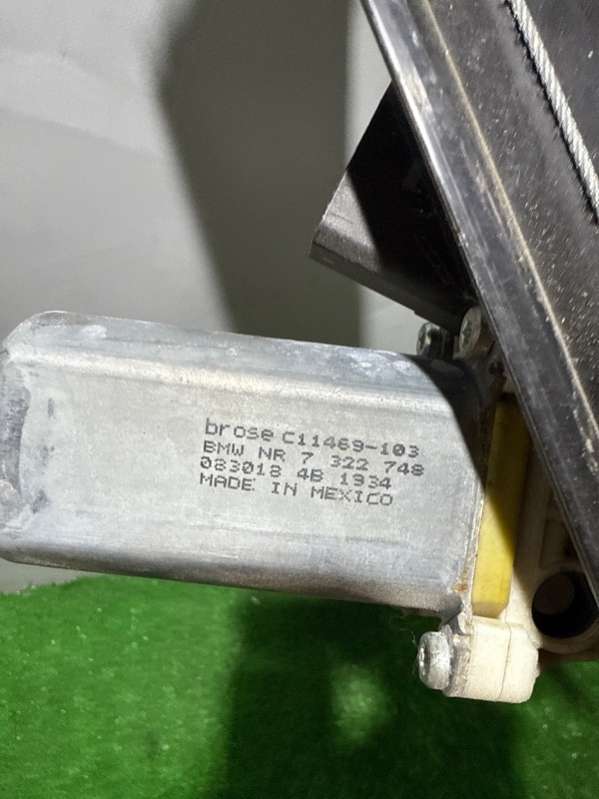 brose C11469-103
BMW NR 7 322 748
083018 4B 1934
MADE IN MEXICO